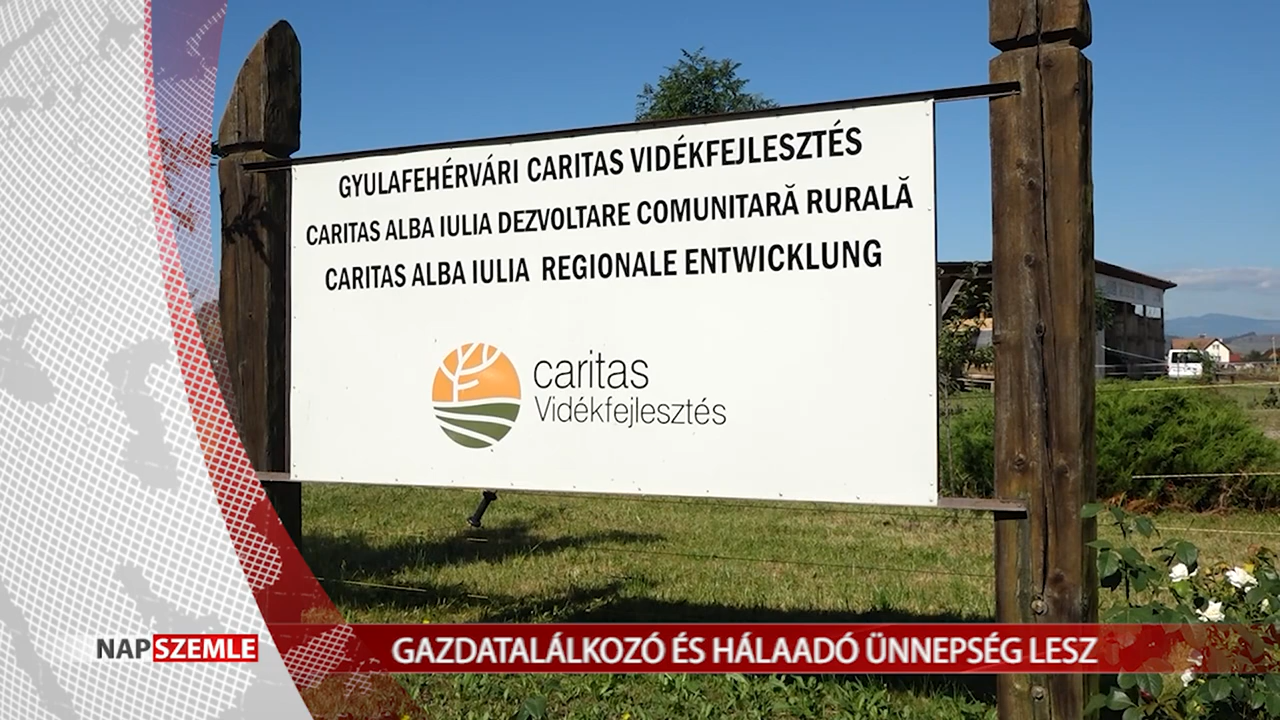 GYULAFEHÉRVÁRI CARITAS VIDÉKFEJLESZTÉS
CARITAS ALBA IULIA DEZVOLTARE COMUNITARĂ RURALĂ
CARITAS ALBA IULIA REGIONALE ENTWICKLUNG
caritas
Vidékfejlesztés
NAPSZEMLE
GAZDATALÁLKOZÓ ÉS HÁLAADÓ ÜNNEPSÉG LESZ